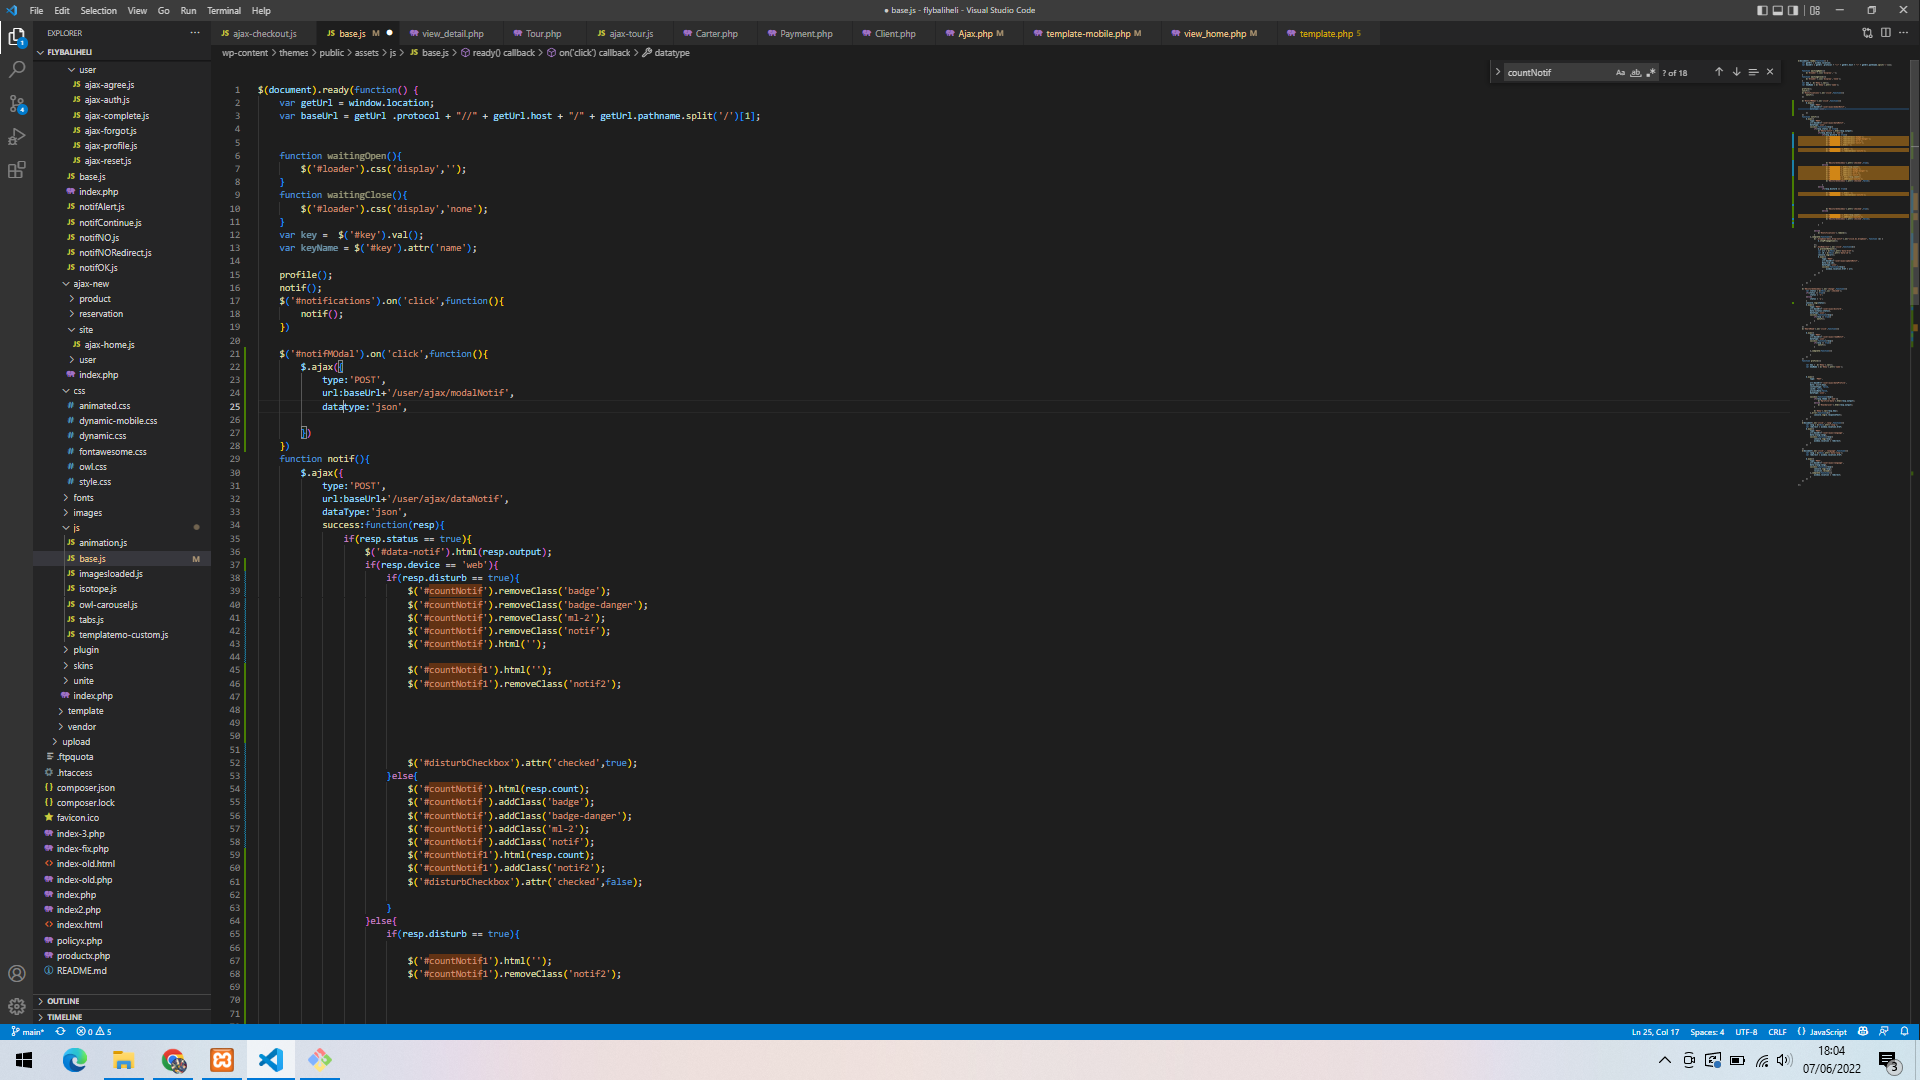 File Edit Selection View Go Run Terminal Help
● base.js - flybaliheli - Visual Studio Code
EXPLORER
ajax-checkout.js
base.js M
view_detail.php
Tour.php
ajax-tour.js
Carter.php
Payment.php
Client.php
Ajax.php M
template-mobile.php M
view_home.php M
template.php 5
wp-content > themes > public > assets > js > base.js > ready() callback > on('click') callback > datatype
countNotif
? of 18
FLYBALIHELI
user
ajax-agree.js
ajax-auth.js
ajax-complete.js
ajax-forgot.js
ajax-profile.js
ajax-reset.js
base.js
index.php
notifAlert.js
notifContinue.js
notifNO.js
notifNORedirect.js
notifOK.js
ajax-new
product
reservation
site
ajax-home.js
user
index.php
css
animated.css
dynamic-mobile.css
dynamic.css
fontawesome.css
owl.css
style.css
fonts
images
js
animation.js
base.js M
imagesloaded.js
isotope.js
owl-carousel.js
tabs.js
templatemo-custom.js
plugin
skins
unite
index.php
template
vendor
upload
.ftpquota
.htaccess
composer.json
composer.lock
favicon.ico
index-3.php
index-fix.php
index-old.html
index-old.php
index.php
index2.php
indexx.html
policyx.php
productx.php
README.md
OUTLINE
TIMELINE
1 $(document).ready(function() {
2 var getUrl = window.location;
3 var baseUrl = getUrl .protocol + "//" + getUrl.host + "/" + getUrl.pathname.split('/')[1];
4
5
6 function waitingOpen(){
7 $('#loader').css('display','');
8 }
9 function waitingClose(){
10 $('#loader').css('display','none');
11 }
12 var key = $('#key').val();
13 var keyName = $('#key').attr('name');
14
15 profile();
16 notif();
17 $('#notifications').on('click',function(){
18 notif();
19 })
20
21 $('#notifMOdal').on('click',function(){
22 $.ajax({
23 type:'POST',
24 url:baseUrl+'/user/ajax/modalNotif',
25 datatype:'json',
26
27 })
28 })
29 function notif(){
30 $.ajax({
31 type:'POST',
32 url:baseUrl+'/user/ajax/dataNotif',
33 dataType:'json',
34 success:function(resp){
35 if(resp.status == true){
36 $('#data-notif').html(resp.output);
37 if(resp.device == 'web'){
38 if(resp.disturb == true){
39 $('#countNotif').removeClass('badge');
40 $('#countNotif').removeClass('badge-danger');
41 $('#countNotif').removeClass('ml-2');
42 $('#countNotif').removeClass('notif');
43 $('#countNotif').html('');
44
45 $('#countNotif1').html('');
46 $('#countNotif1').removeClass('notif2');
47
48
49
50
51
52 $('#disturbCheckbox').attr('checked',true);
53 }else{
54 $('#countNotif').html(resp.count);
55 $('#countNotif').addClass('badge');
56 $('#countNotif').addClass('badge-danger');
57 $('#countNotif').addClass('ml-2');
58 $('#countNotif').addClass('notif');
59 $('#countNotif1').html(resp.count);
60 $('#countNotif1').addClass('notif2');
61 $('#disturbCheckbox').attr('checked',false);
62
63 }
64 }else{
65 if(resp.disturb == true){
66
67 $('#countNotif1').html('');
68 $('#countNotif1').removeClass('notif2');
69
70
71
main* 0 5
Ln 25, Col 17 Spaces: 4 UTF-8 CRLF {} JavaScript
18:04
07/06/2022
3